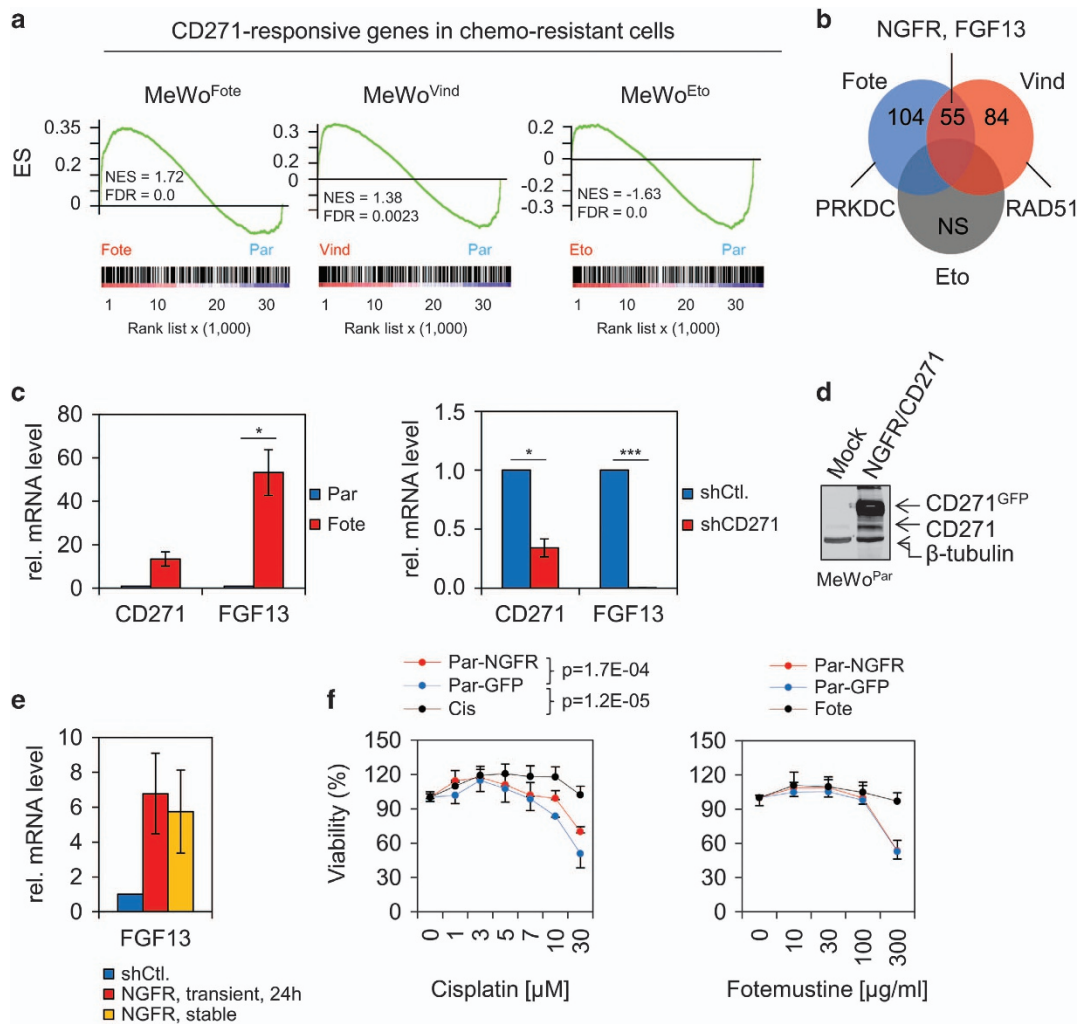 a
CD271-responsive genes in chemo-resistant cells
MeWoFote
MeWoVind
MeWoEto
ES
0.35
0.2
0
NES = 1.72
FDR = 0.0
0.3
0.2
0
NES = 1.38
FDR = 0.0023
0.2
0
-0.1
-0.3
NES = -1.63
FDR = 0.0
Fote Par
Vind Par
Eto Par
1 10 20 30
1 10 20 30
1 10 20 30
Rank list x (1,000)
Rank list x (1,000)
Rank list x (1,000)
b
NGFR, FGF13
Fote Vind
104 55 84
PRKDC RAD51
NS
Eto
c
rel. mRNA level
80
60
40
20
0
*
CD271 FGF13
Par
Fote
rel. mRNA level
1.5
1.0
0.5
0.0
* ***
CD271 FGF13
shCtl.
shCD271
d
Mock
NGFR/CD271
CD271GFP
CD271
β-tubulin
MeWoPar
e
rel. mRNA level
10
8
6
4
2
0
FGF13
shCtl.
NGFR, transient, 24h
NGFR, stable
f
Par-NGFR
Par-GFP
Cis
p=1.7E-04
p=1.2E-05
Viability (%)
150
120
90
60
30
0
0 1 3 5 7 10 30
Cisplatin [µM]
Par-NGFR
Par-GFP
Fote
150
120
90
60
30
0
0 10 30 100 300
Fotemustine [µg/ml]